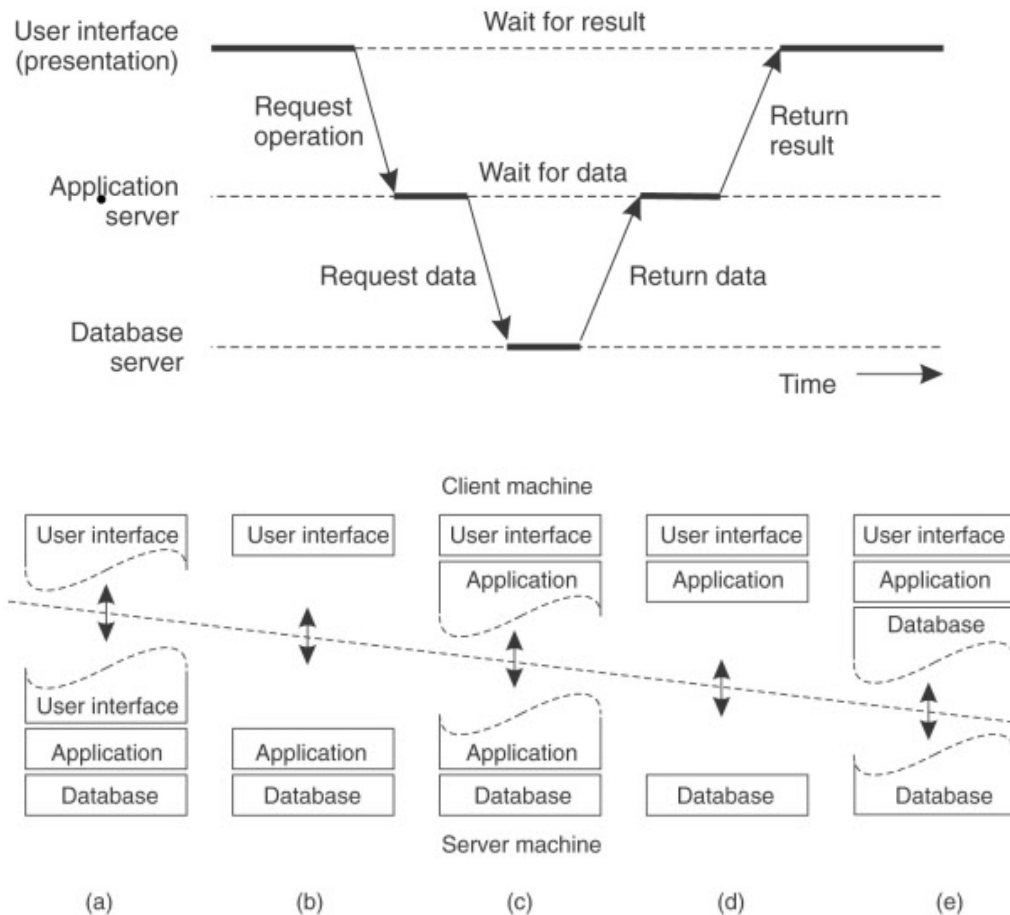 User interface
(presentation)
Wait for result
Request
operation
Return
result
Application
server
Wait for data
Request data
Return data
Database
server
Time
Client machine
User interface
User interface
User interface
User interface
User interface
Application
Application
Application
Database
User interface
Application
Application
Application
Database
Database
Database
Database
Database
Server machine
(a)
(b)
(c)
(d)
(e)